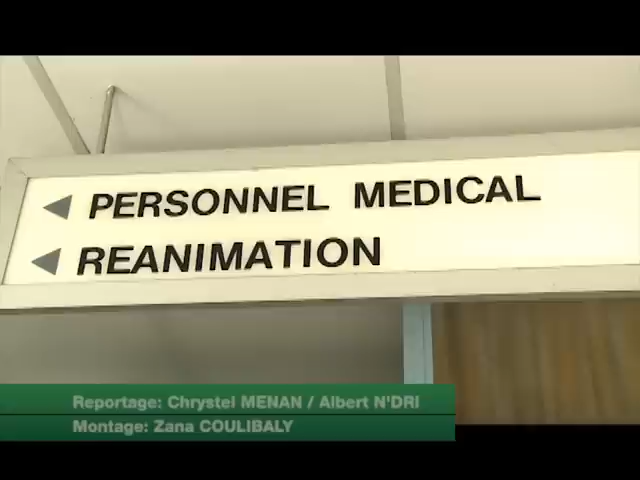 PERSONNEL MEDICAL
REANIMATION
Reportage: Chrystel MENAN / Albert N'DRI
Montage: Zana COULIBALY